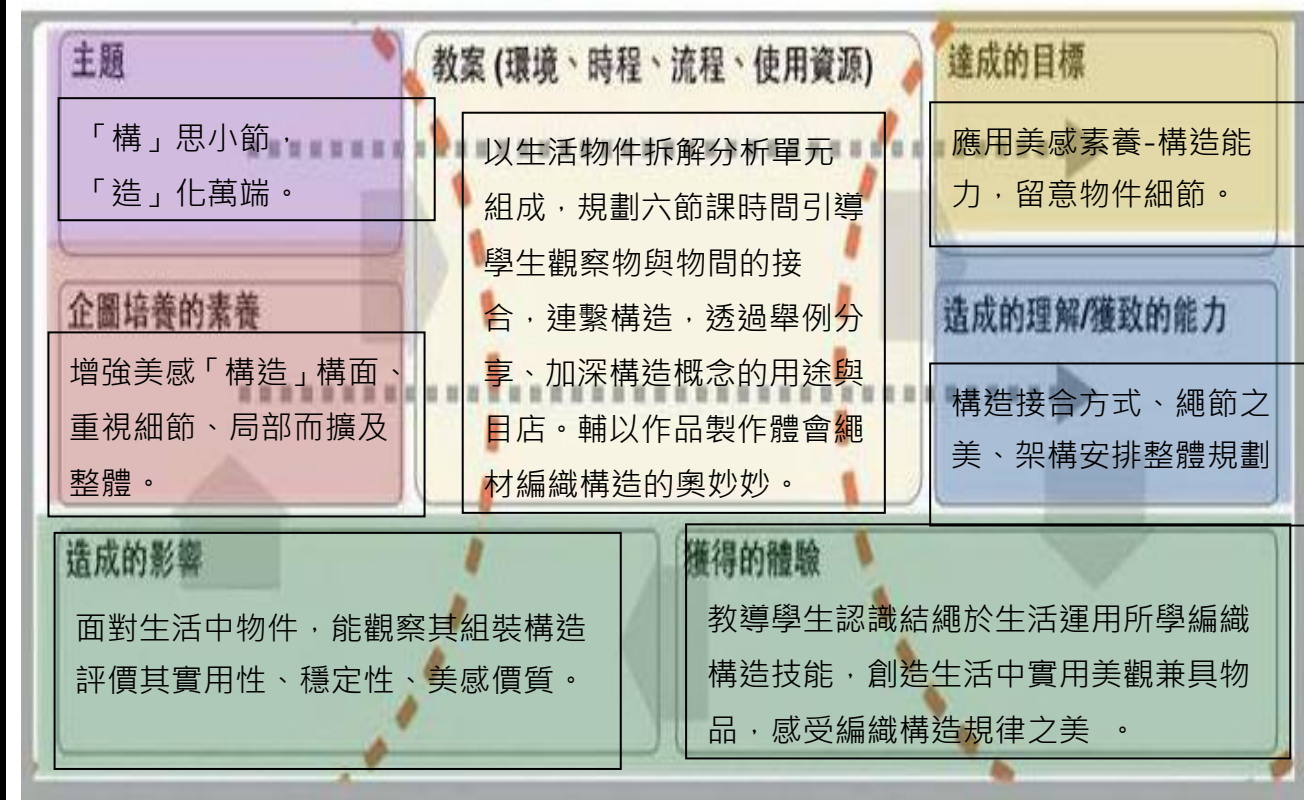 主題
「構」思小節，
「造」化萬端。
企圖培養的素養
增強美感「構造」構面、
重視細節、局部而擴及
整體。
教案 (環境、時程、流程、使用資源)
以生活物件拆解分析單元
組成，規劃六節課時間引導
學生觀察物與物間的接
合，連繫構造，透過舉例分
享、加深構造概念的用途與
目店。輔以作品製作體會繩
材編織構造的奧妙妙。
達成的目標
應用美感素養-構造能
力，留意物件細節。
造成的理解/獲致的能力
構造接合方式、繩節之
美、架構安排整體規劃
造成的影響
面對生活中物件，能觀察其組裝構造
評價其實用性、穩定性、美感價質。
獲得的體驗
教導學生認識結繩於生活運用所學編織
構造技能，創造生活中實用美觀兼具物
品，感受編織構造規律之美 。